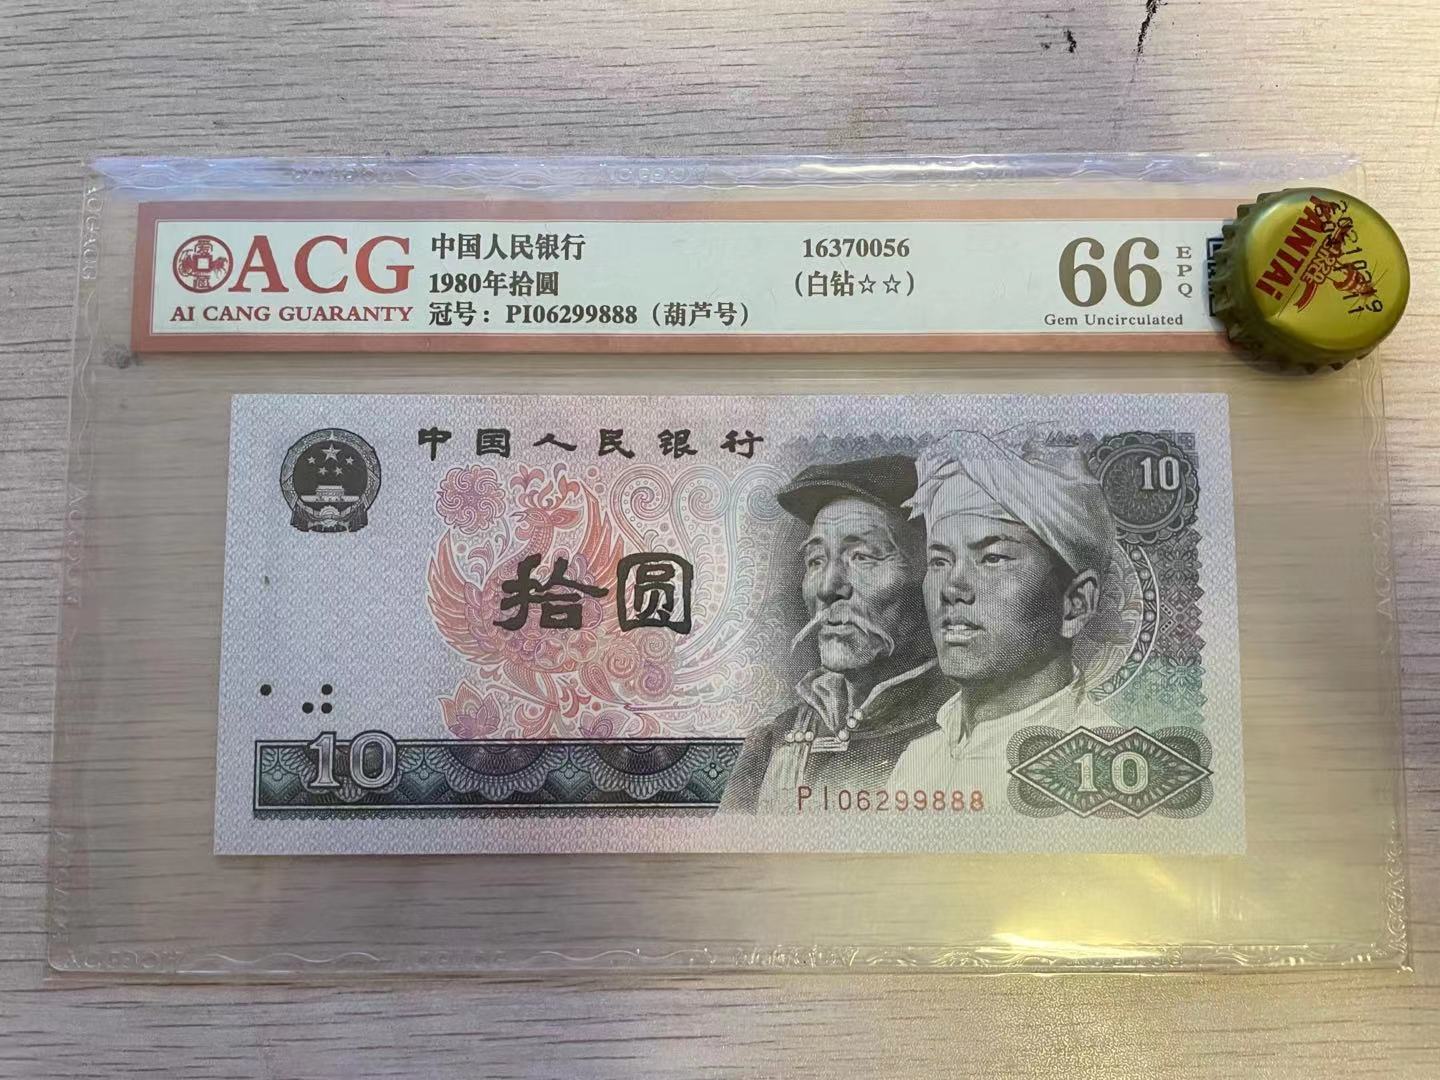 ACG
AI CANG GUARANTY
中国人民银行
1980年拾圆
冠号：PI06299888（葫芦号）
16370056
（白钻☆☆）
66
EPQ
Gem Uncirculated
FANTAi
中国人民银行
10
拾圆
10
PI06299888
10